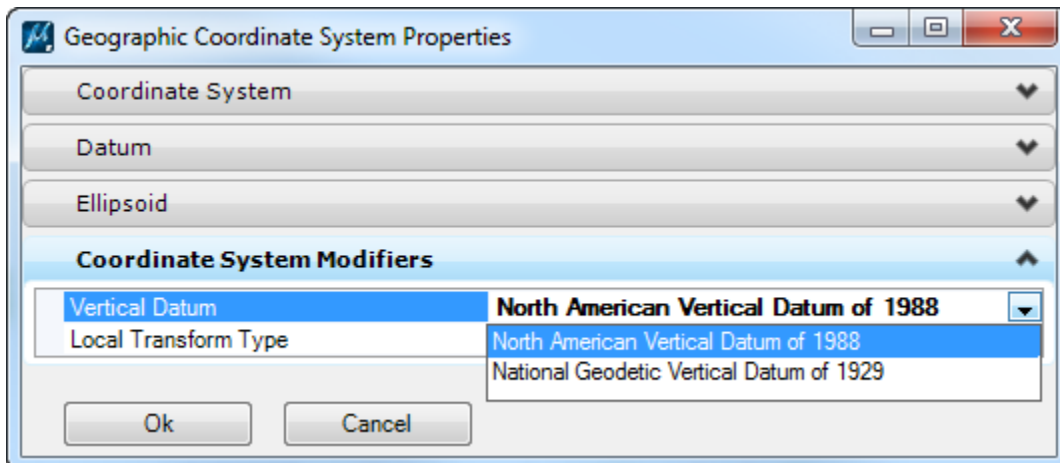 Geographic Coordinate System Properties
Coordinate System
Datum
Ellipsoid
Coordinate System Modifiers
Vertical Datum North American Vertical Datum of 1988
Local Transform Type North American Vertical Datum of 1988
National Geodetic Vertical Datum of 1929
Ok Cancel